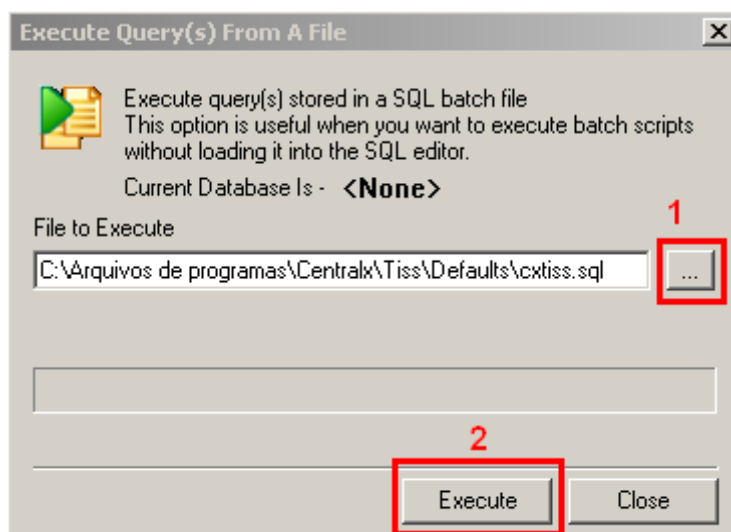 Execute Query(s) From A File
Execute query(s) stored in a SQL batch file
This option is useful when you want to execute batch scripts
without loading it into the SQL editor.
Current Database Is - <None>
1
File to Execute
C:\Arquivos de programas\Centralx\Tiss\Defaults\cxtiss.sql
...
2
Execute
Close